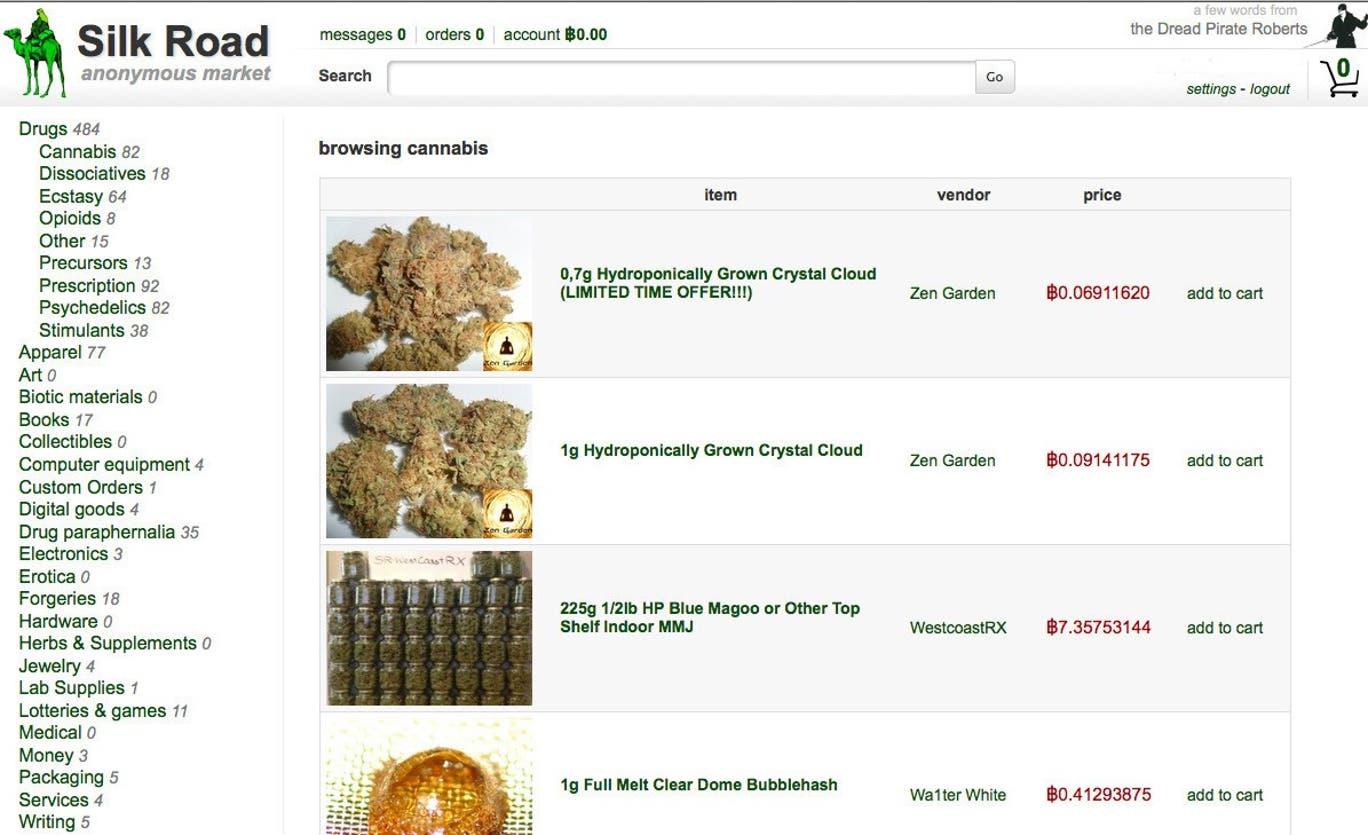 Silk Road
anonymous market
messages 0 orders 0 account ฿0.00
a few words from
the Dread Pirate Roberts
Search
Go
settings - logout
0
Drugs 484
Cannabis 82
Dissociatives 18
Ecstasy 64
Opioids 8
Other 15
Precursors 13
Prescription 92
Psychedelics 82
Stimulants 38
Apparel 77
Art 0
Biotic materials 0
Books 17
Collectibles 0
Computer equipment 4
Custom Orders 1
Digital goods 4
Drug paraphernalia 35
Electronics 3
Erotica 0
Forgeries 18
Hardware 0
Herbs & Supplements 0
Jewelry 4
Lab Supplies 1
Lotteries & games 11
Medical 0
Money 3
Packaging 5
Services 4
Writing 5
browsing cannabis
item vendor price
Zen Garden
0,7g Hydroponically Grown Crystal Cloud
(LIMITED TIME OFFER!!!)
Zen Garden
฿0.06911620
add to cart
Zen Garden
1g Hydroponically Grown Crystal Cloud
Zen Garden
฿0.09141175
add to cart
SR-WestCoastRX
225g 1/2lb HP Blue Magoo or Other Top
Shelf Indoor MMJ
WestcoastRX
฿7.35753144
add to cart
1g Full Melt Clear Dome Bubblehash
Wa1ter White
฿0.41293875
add to cart